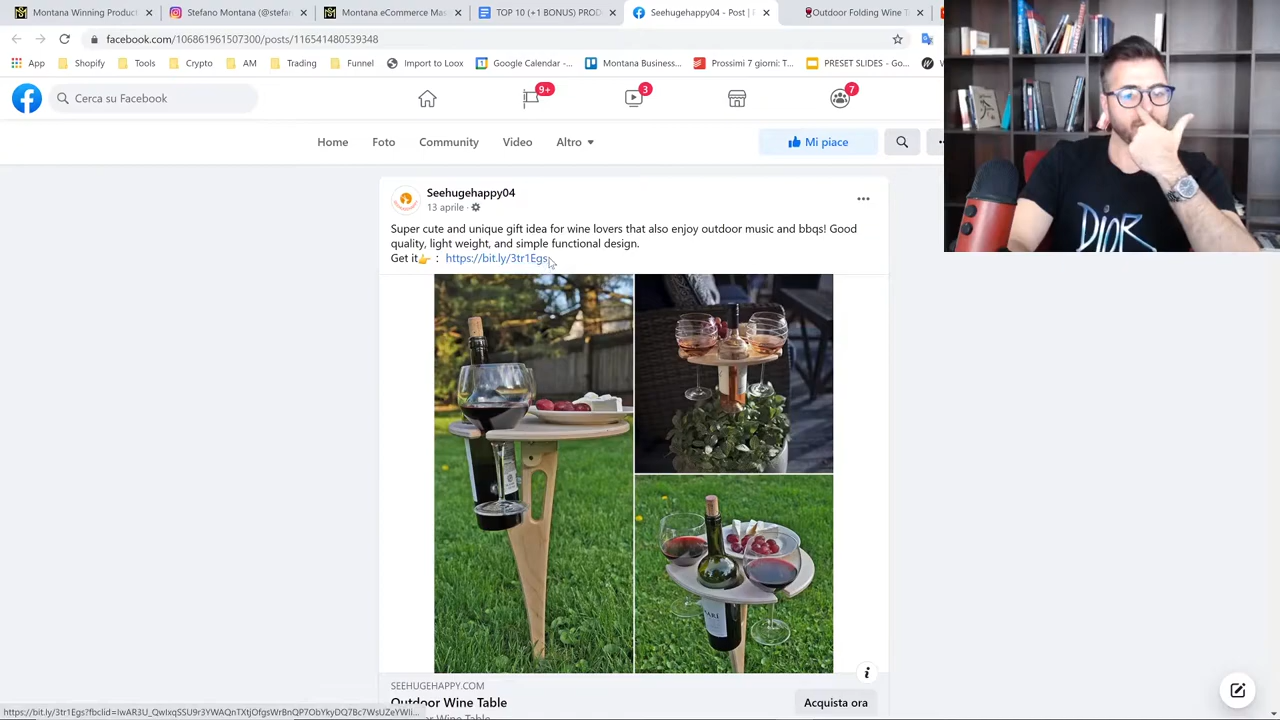 Montana Winning Produc
Stefano Montana (@stefan
Montana eCommerce Mas
TOP 10 (+1 BONUS) PROD
Seehugehappy04 - Post |
Outdoor Folding Wine T
facebook.com/106861961507200/posts/116541480539348
App
Shopify
Tools
Crypto
AM
Trading
Funnel
Import to Loox
Google Calendar -...
Montana Business...
Prossimi 7 giorni: T...
PRESET SLIDES - Go...
Cerca su Facebook
9+
3
7
Home
Foto
Community
Video
Altro
Mi piace
DIOR
Seehugehappy04
13 aprile ·
Super cute and unique gift idea for wine lovers that also enjoy outdoor music and bbqs! Good
quality, light weight, and simple functional design.
Get it👉 : https://bit.ly/3tr1Egs
SEEHUGEHAPPY.COM
Outdoor Wine Table
Acquista ora